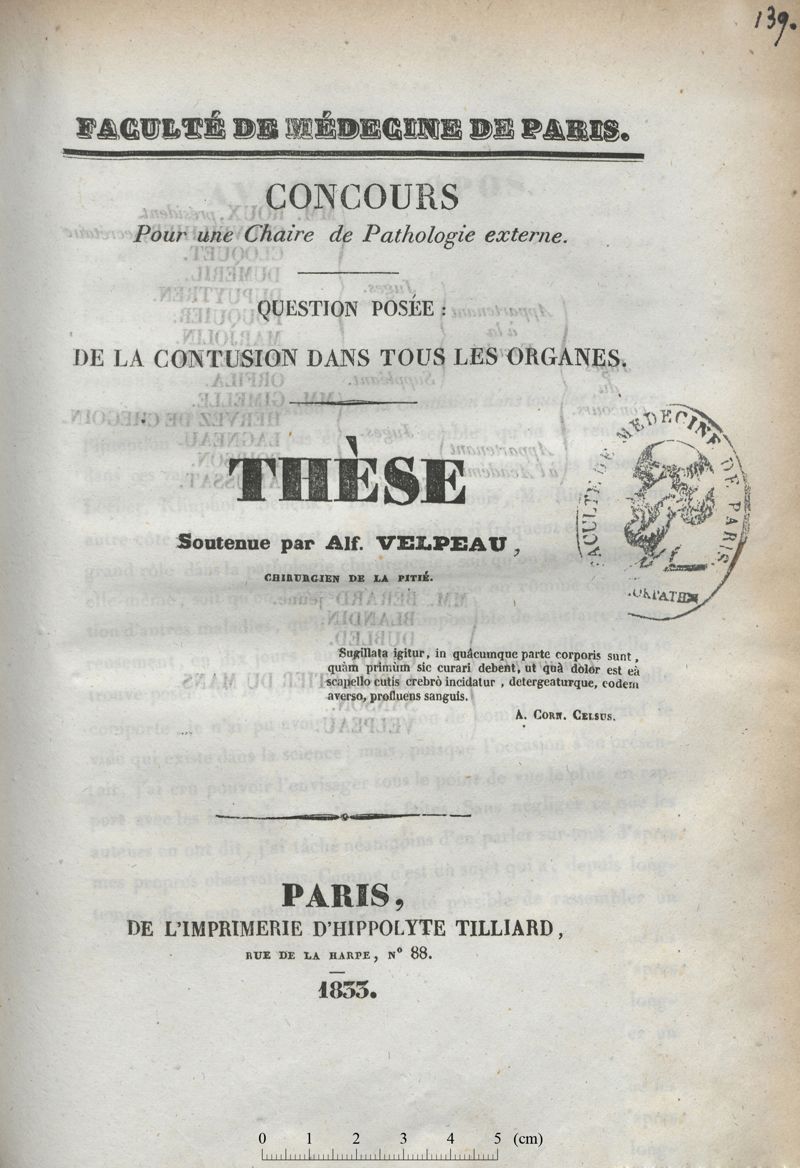 139.
FACULTÉ DE MÉDECINE DE PARIS.
CONCOURS
Pour une Chaire de Pathologie externe.
QUESTION POSÉE :
DE LA CONTUSION DANS TOUS LES ORGANES.
THÈSE
Soutenue par Alf. VELPEAU,
CHIRURGIEN DE LA PITIÉ.
FACULTE DE MEDECINE DE PARIS
Sugillata igitur, in quâcumque parte corporis sunt,
quàm primùm sic curari debent, ut quà dolor est eà
scapello cutis crebrò incidatur, detergeaturque, eodem
averso, profluens sanguis.
A. CORN. CELSUS.
PARIS,
DE L'IMPRIMERIE D'HIPPOLYTE TILLIARD,
RUE DE LA HARPE, N° 88.
1833.
0 1 2 3 4 5 (cm)